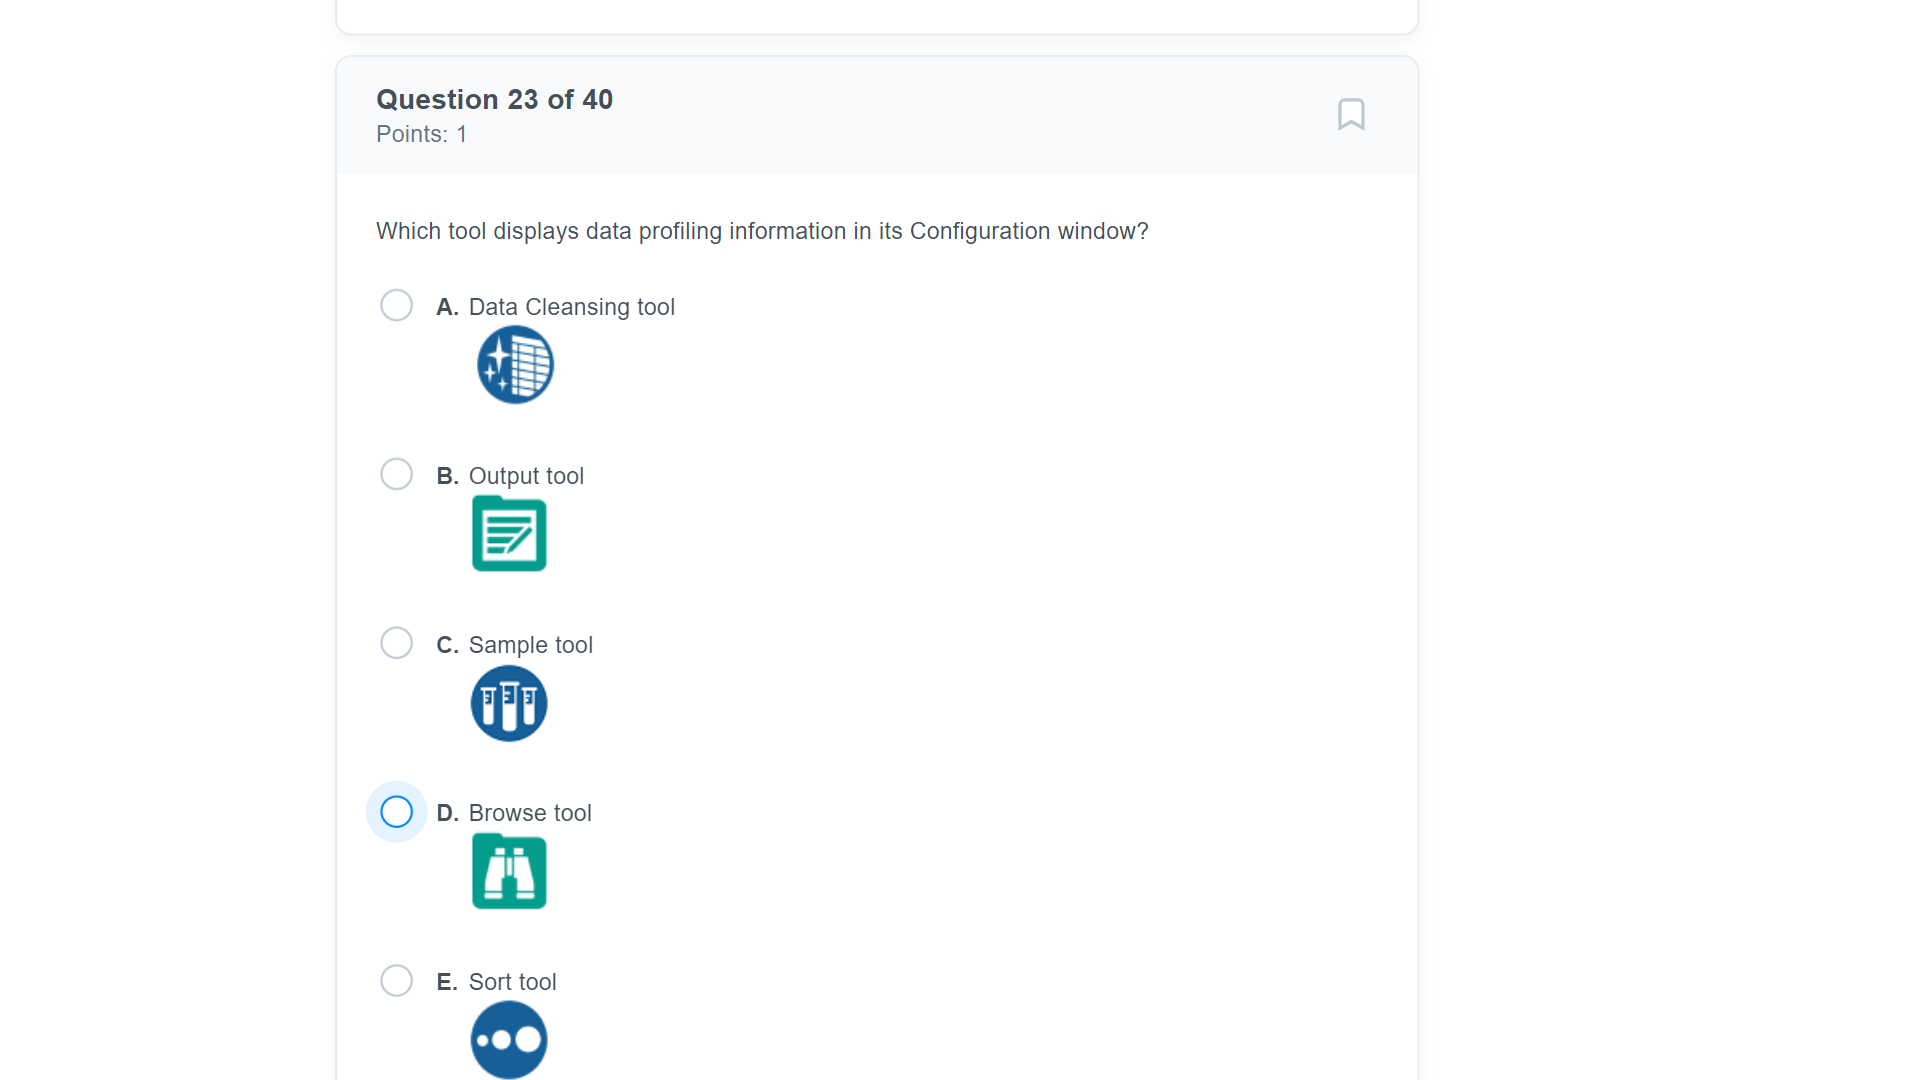 Question 23 of 40
Points: 1
Which tool displays data profiling information in its Configuration window?
A. Data Cleansing tool
B. Output tool
C. Sample tool
D. Browse tool
E. Sort tool